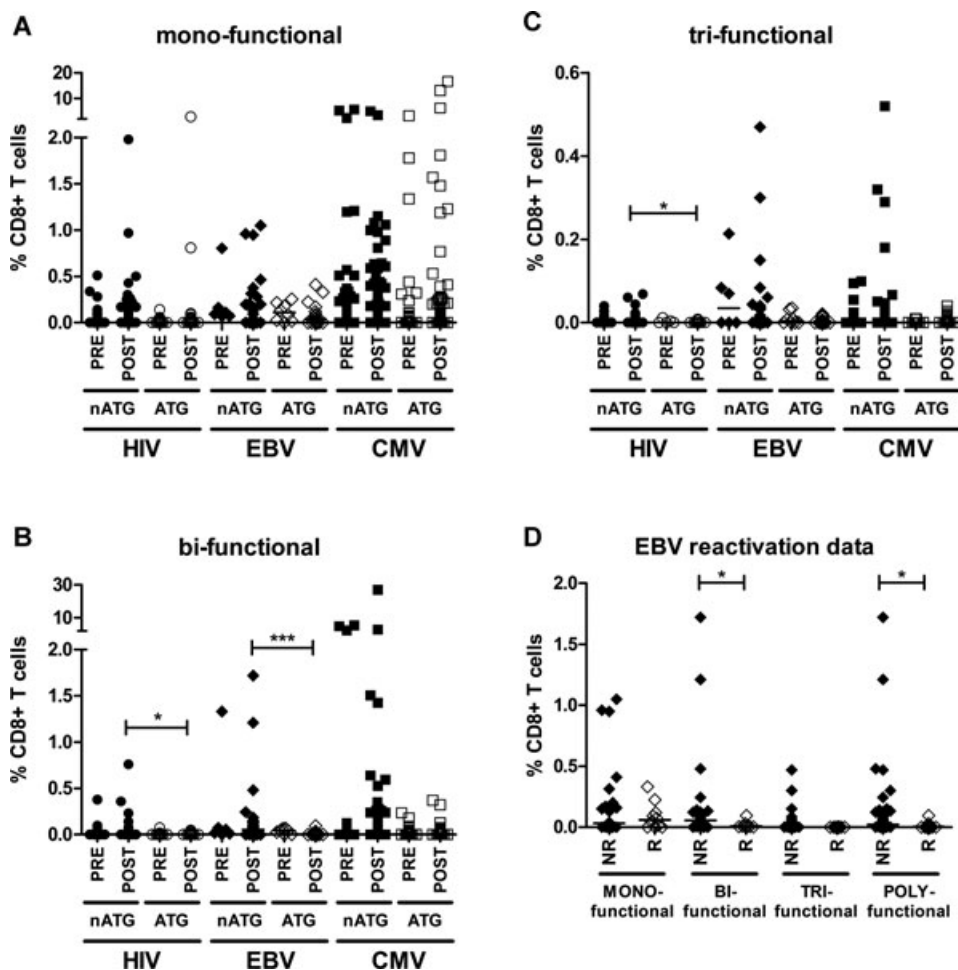 A
mono-functional
% CD8+ T cells
20
10
2.0
1.5
1.0
0.5
0.0
PRE POST PRE POST PRE POST PRE POST PRE POST PRE POST
nATG ATG nATG ATG nATG ATG
HIV EBV CMV
C
tri-functional
% CD8+ T cells
0.6
0.4
*
0.2
0.0
PRE POST PRE POST PRE POST PRE POST PRE POST PRE POST
nATG ATG nATG ATG nATG ATG
HIV EBV CMV
B
bi-functional
% CD8+ T cells
30
10
2.0
***
1.5
*
1.0
0.5
0.0
PRE POST PRE POST PRE POST PRE POST PRE POST PRE POST
nATG ATG nATG ATG nATG ATG
HIV EBV CMV
D
EBV reactivation data
% CD8+ T cells
2.0
* *
1.5
1.0
0.5
0.0
NR R NR R NR R NR R
MONO- BI- TRI- POLY-
functional functional functional functional